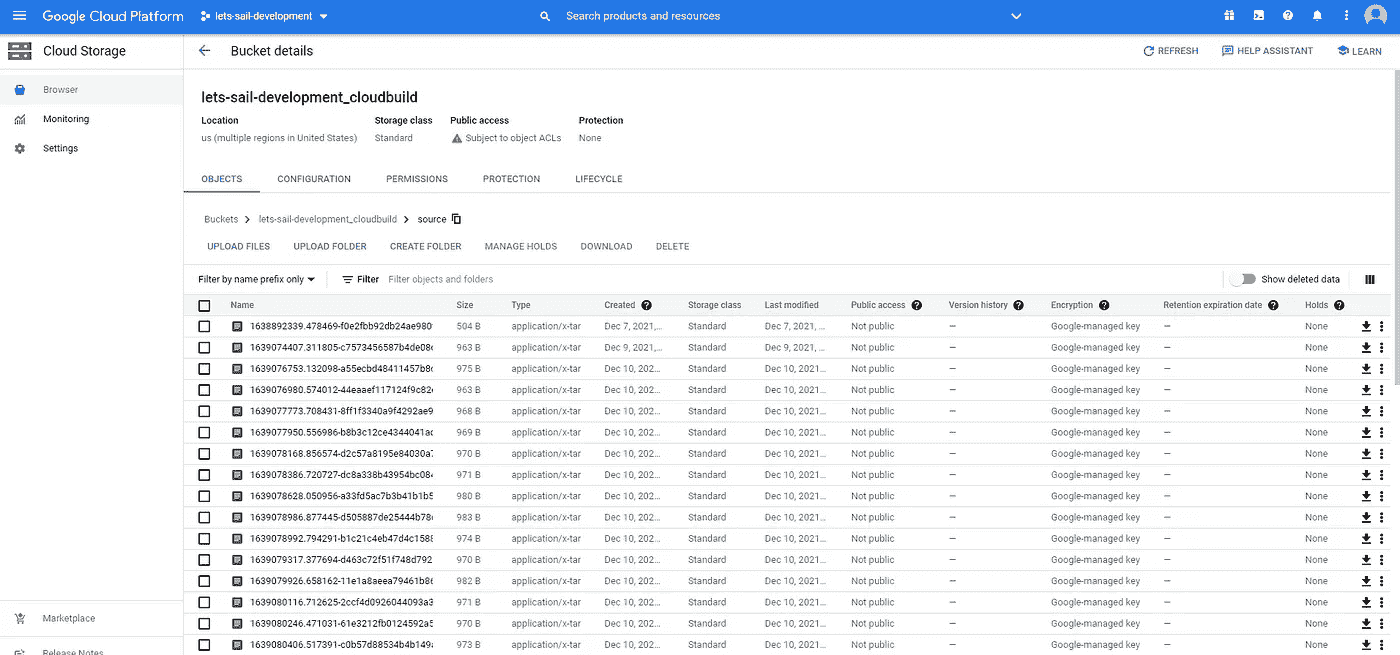 Google Cloud Platform lets-sail-development Search products and resources
Cloud Storage Bucket details REFRESH HELP ASSISTANT LEARN
Browser
Monitoring
Settings
Marketplace
Release Notes
lets-sail-development_cloudbuild
Location Storage class Public access Protection
us (multiple regions in United States) Standard Subject to object ACLs None
OBJECTS CONFIGURATION PERMISSIONS PROTECTION LIFECYCLE
Buckets > lets-sail-development_cloudbuild > source
UPLOAD FILES UPLOAD FOLDER CREATE FOLDER MANAGE HOLDS DOWNLOAD DELETE
Filter by name prefix only Filter Filter objects and folders Show deleted data
Name Size Type Created Storage class Last modified Public access Version history Encryption Retention expiration date Holds
1638892339.478469-f0e2fbb92db24ae980 504 B application/x-tar Dec 7, 2021,... Standard Dec 7, 2021, ... Not public — Google-managed key — None
1639074407.311805-c7573456587b4de08 963 B application/x-tar Dec 9, 2021,... Standard Dec 9, 2021, ... Not public — Google-managed key — None
1639076753.132098-a55ecbd48411457b8 975 B application/x-tar Dec 10, 202... Standard Dec 10, 2021... Not public — Google-managed key — None
1639076980.574012-44eaaef117124f9c82 963 B application/x-tar Dec 10, 202... Standard Dec 10, 2021... Not public — Google-managed key — None
1639077773.708431-8ff1f3340a9f4292ae9 968 B application/x-tar Dec 10, 202... Standard Dec 10, 2021... Not public — Google-managed key — None
1639077950.556986-b8b3c12ce4344041a 969 B application/x-tar Dec 10, 202... Standard Dec 10, 2021... Not public — Google-managed key — None
1639078168.856574-d2c57a8195e84030a 970 B application/x-tar Dec 10, 202... Standard Dec 10, 2021... Not public — Google-managed key — None
1639078386.720727-dc8a338b43954bc08 971 B application/x-tar Dec 10, 202... Standard Dec 10, 2021... Not public — Google-managed key — None
1639078628.050956-a33fd5ac7b3b41b1b5 980 B application/x-tar Dec 10, 202... Standard Dec 10, 2021... Not public — Google-managed key — None
1639078986.877445-d505887de25444b78 983 B application/x-tar Dec 10, 202... Standard Dec 10, 2021... Not public — Google-managed key — None
1639078992.794291-b1c21c4eb47d4c158 974 B application/x-tar Dec 10, 202... Standard Dec 10, 2021... Not public — Google-managed key — None
1639079317.377694-d463c72f51f748d792 970 B application/x-tar Dec 10, 202... Standard Dec 10, 2021... Not public — Google-managed key — None
1639079926.658162-11e1a8aeea79461b8 982 B application/x-tar Dec 10, 202... Standard Dec 10, 2021... Not public — Google-managed key — None
1639080116.712625-2ccf4d0926044093a3 971 B application/x-tar Dec 10, 202... Standard Dec 10, 2021... Not public — Google-managed key — None
1639080246.471031-61e3212fb0124592a5 970 B application/x-tar Dec 10, 202... Standard Dec 10, 2021... Not public — Google-managed key — None
1639080406.517391-c0b57d88534b4b149 973 B application/x-tar Dec 10, 202... Standard Dec 10, 2021... Not public — Google-managed key — None